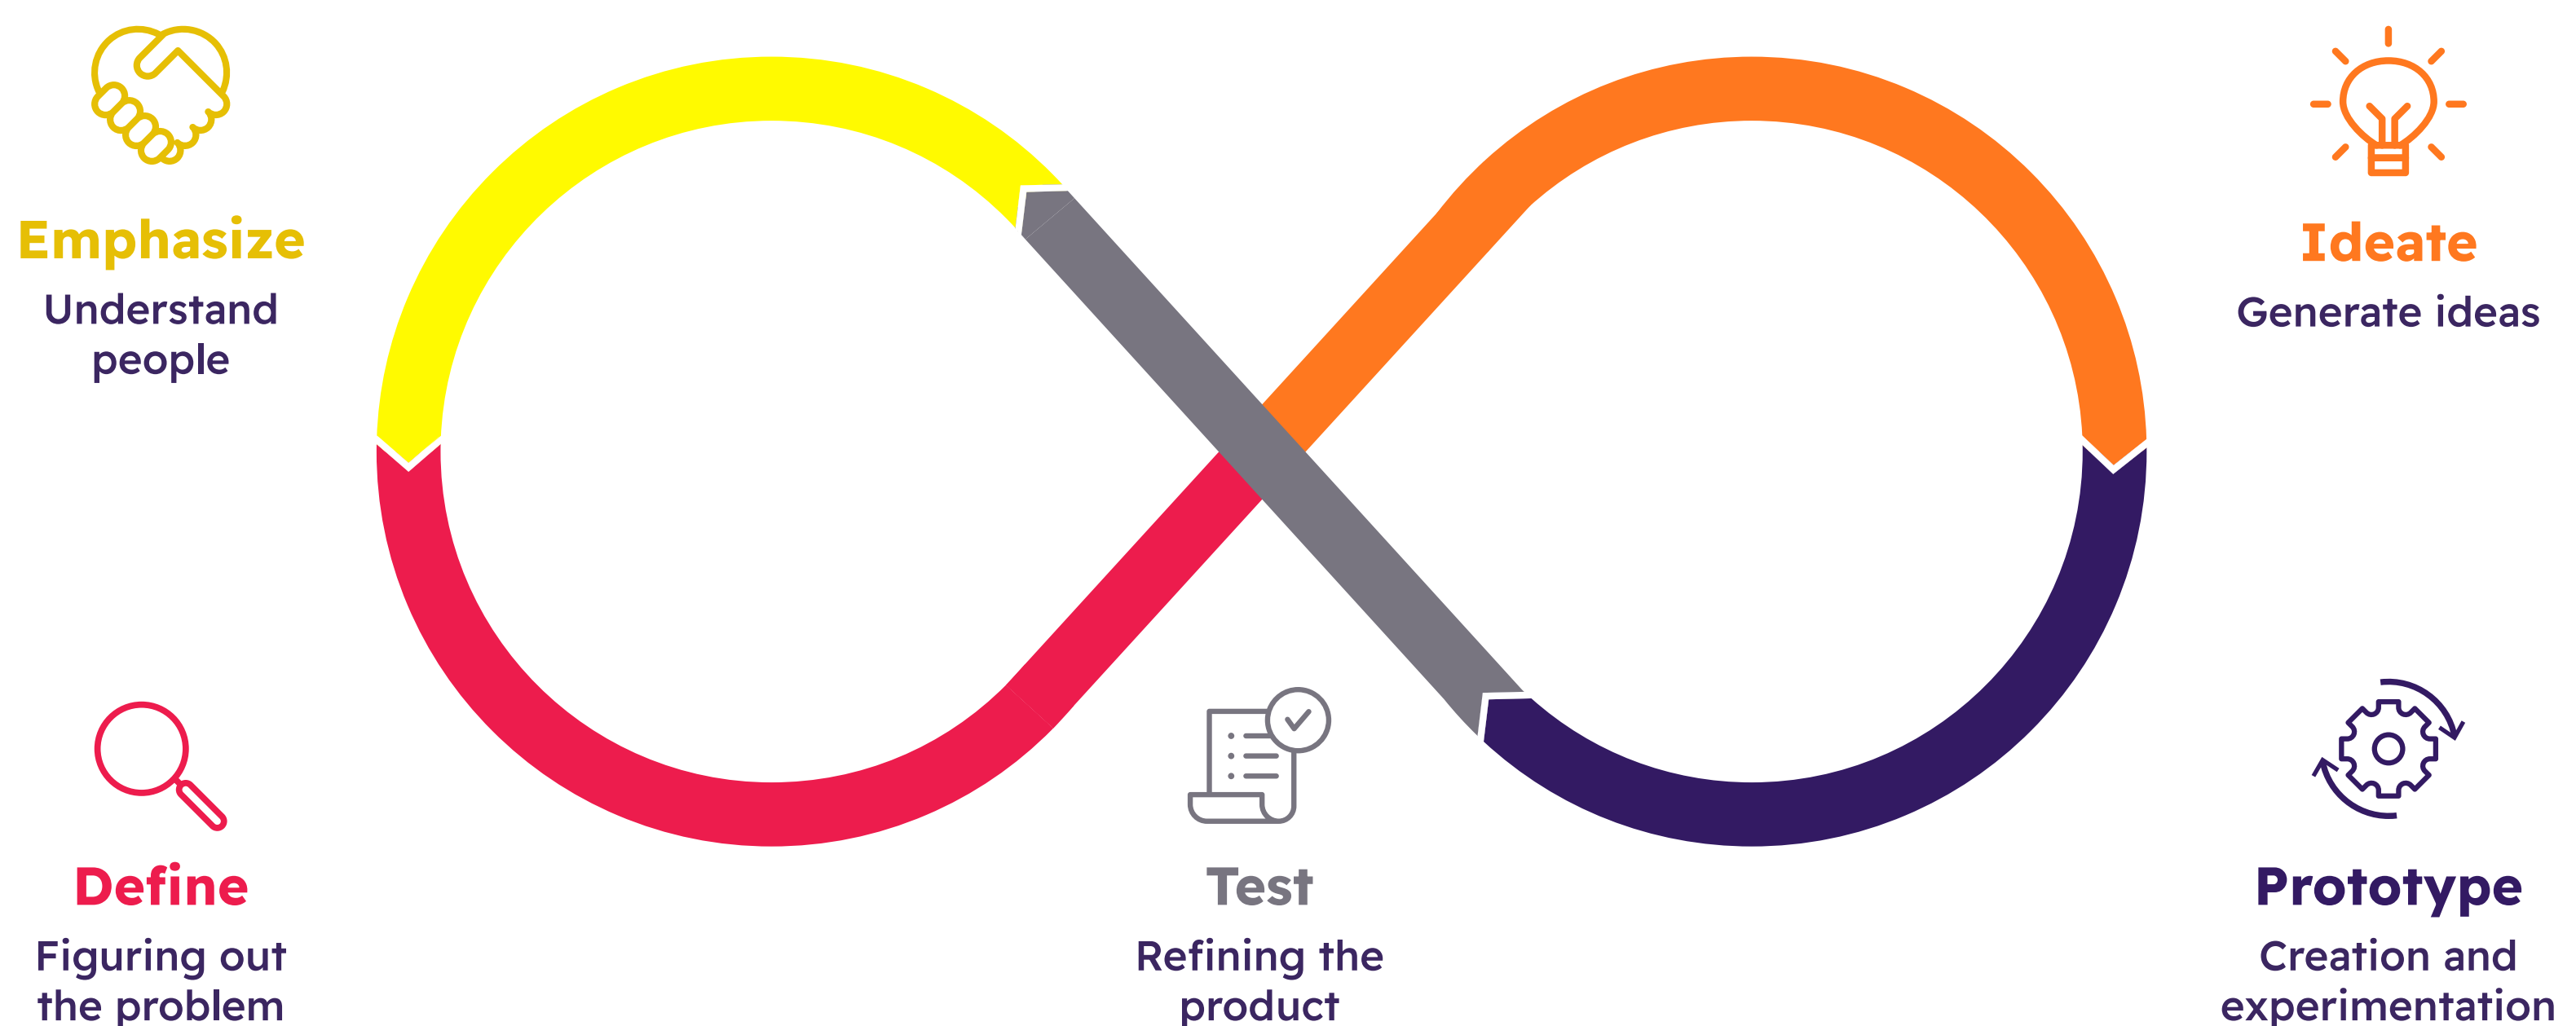 Emphasize
Understand
people
Ideate
Generate ideas
Define
Figuring out
the problem
Test
Refining the
product
Prototype
Creation and
experimentation